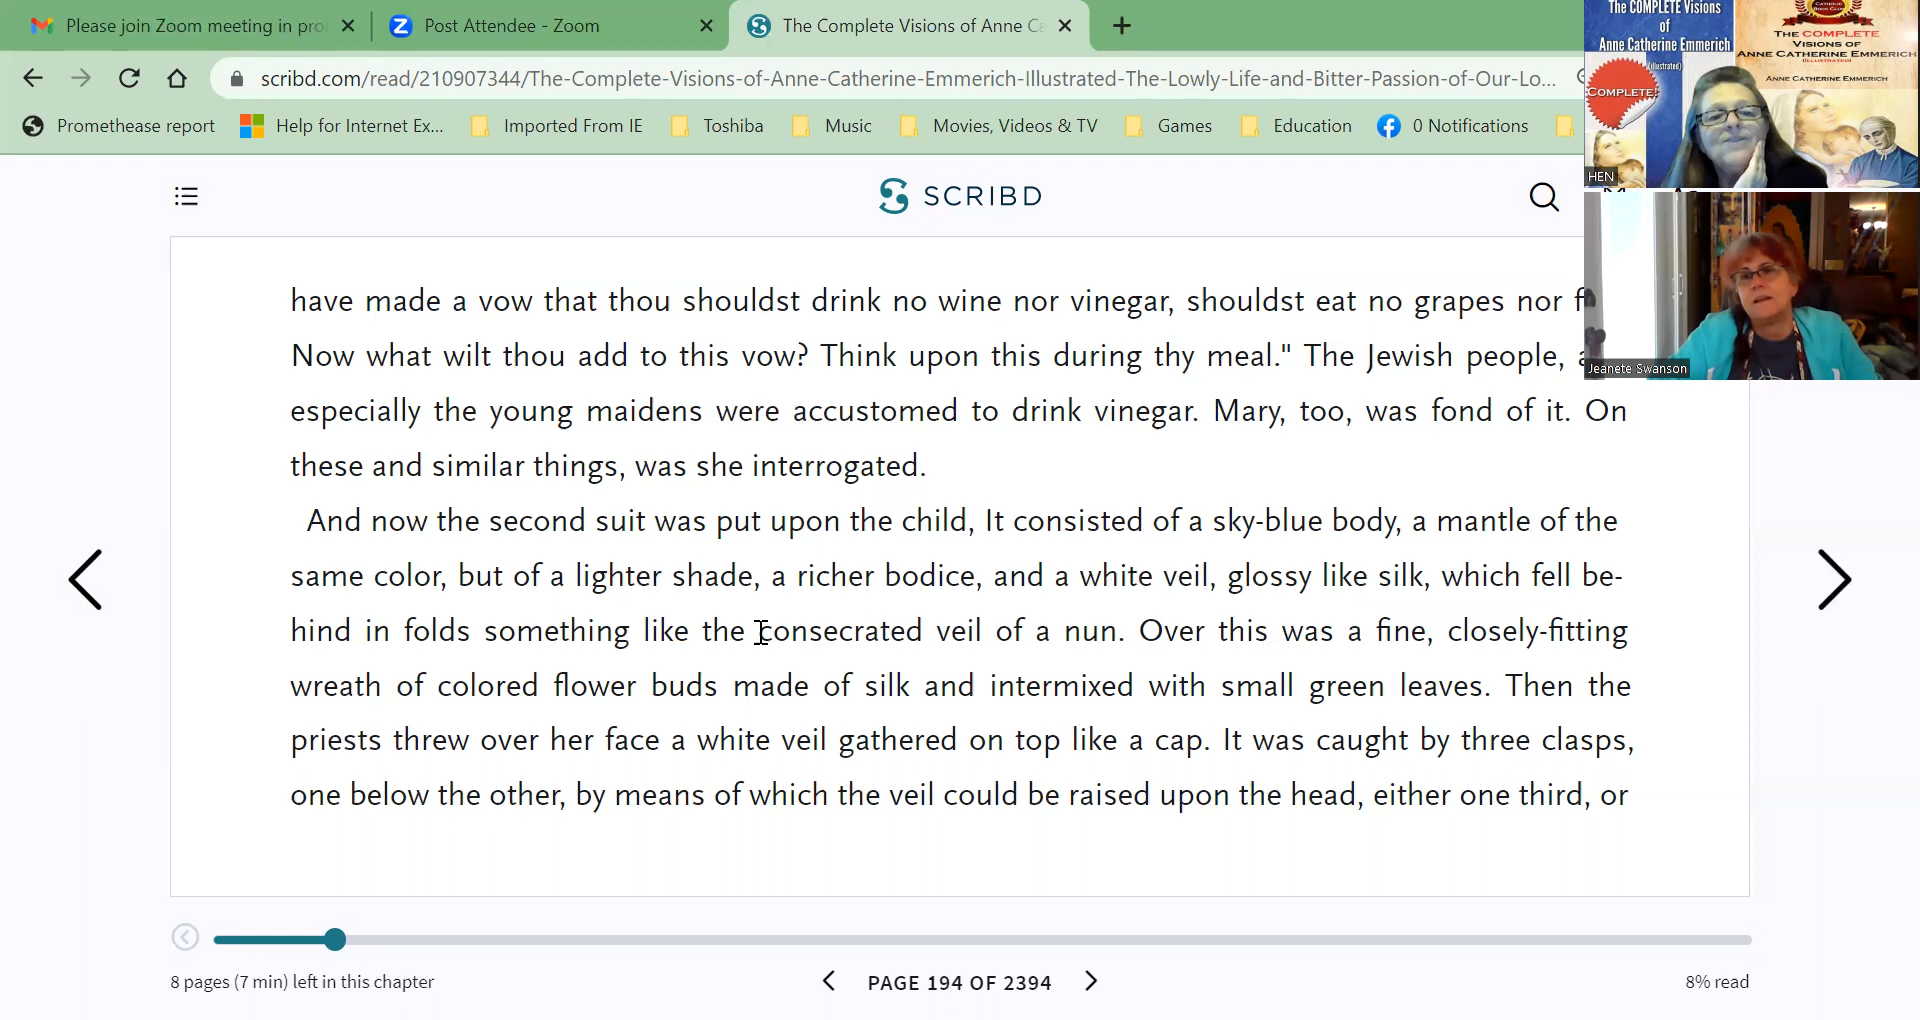 Please join Zoom meeting in pro
Post Attendee - Zoom
The Complete Visions of Anne Ca
scribd.com/read/210907344/The-Complete-Visions-of-Anne-Catherine-Emmerich-Illustrated-The-Lowly-Life-and-Bitter-Passion-of-Our-Lo...
Promethease report
Help for Internet Ex...
Imported From IE
Toshiba
Music
Movies, Videos & TV
Games
Education
0 Notifications
The COMPLETE Visions
of
Anne Catherine Emmerich
(Illustrated)
COMPLETE!
THE COMPLETE
VISIONS OF
ANNE CATHERINE EMMERICH
(ILLUSTRATED)
ANNE CATHERINE EMMERICH
HEN
Jeanete Swanson
SCRIBD
have made a vow that thou shouldst drink no wine nor vinegar, shouldst eat no grapes nor
Now what wilt thou add to this vow? Think upon this during thy meal." The Jewish people,
especially the young maidens were accustomed to drink vinegar. Mary, too, was fond of it. On
these and similar things, was she interrogated.
And now the second suit was put upon the child, It consisted of a sky-blue body, a mantle of the
same color, but of a lighter shade, a richer bodice, and a white veil, glossy like silk, which fell be-
hind in folds something like the consecrated veil of a nun. Over this was a fine, closely-fitting
wreath of colored flower buds made of silk and intermixed with small green leaves. Then the
priests threw over her face a white veil gathered on top like a cap. It was caught by three clasps,
one below the other, by means of which the veil could be raised upon the head, either one third, or
8 pages (7 min) left in this chapter
PAGE 194 OF 2394
8% read